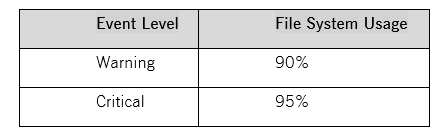 Event Level File System Usage
Warning 90%
Critical 95%